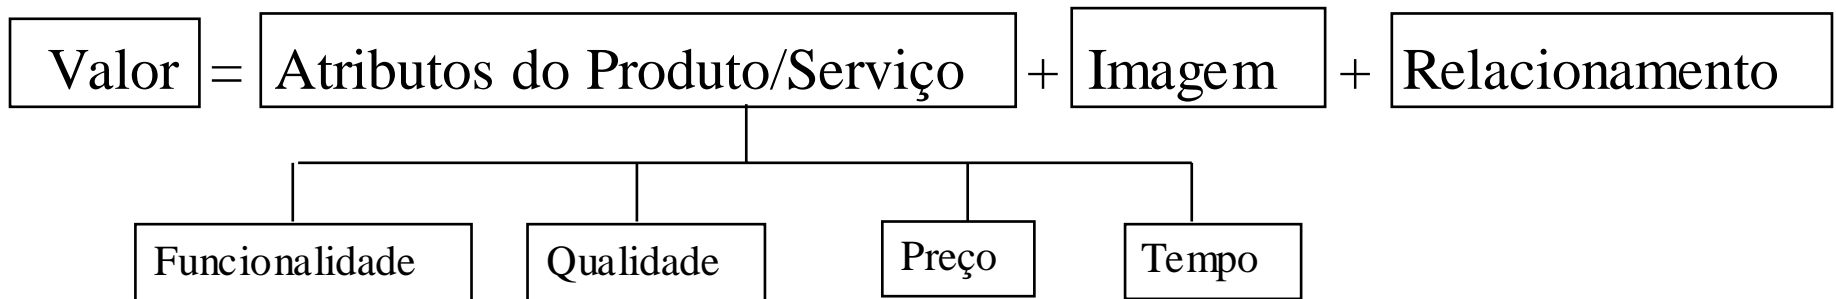 Valor = Atributos do Produto/Serviço + Imagem + Relacionamento
Funcionalidade Qualidade Preço Tempo